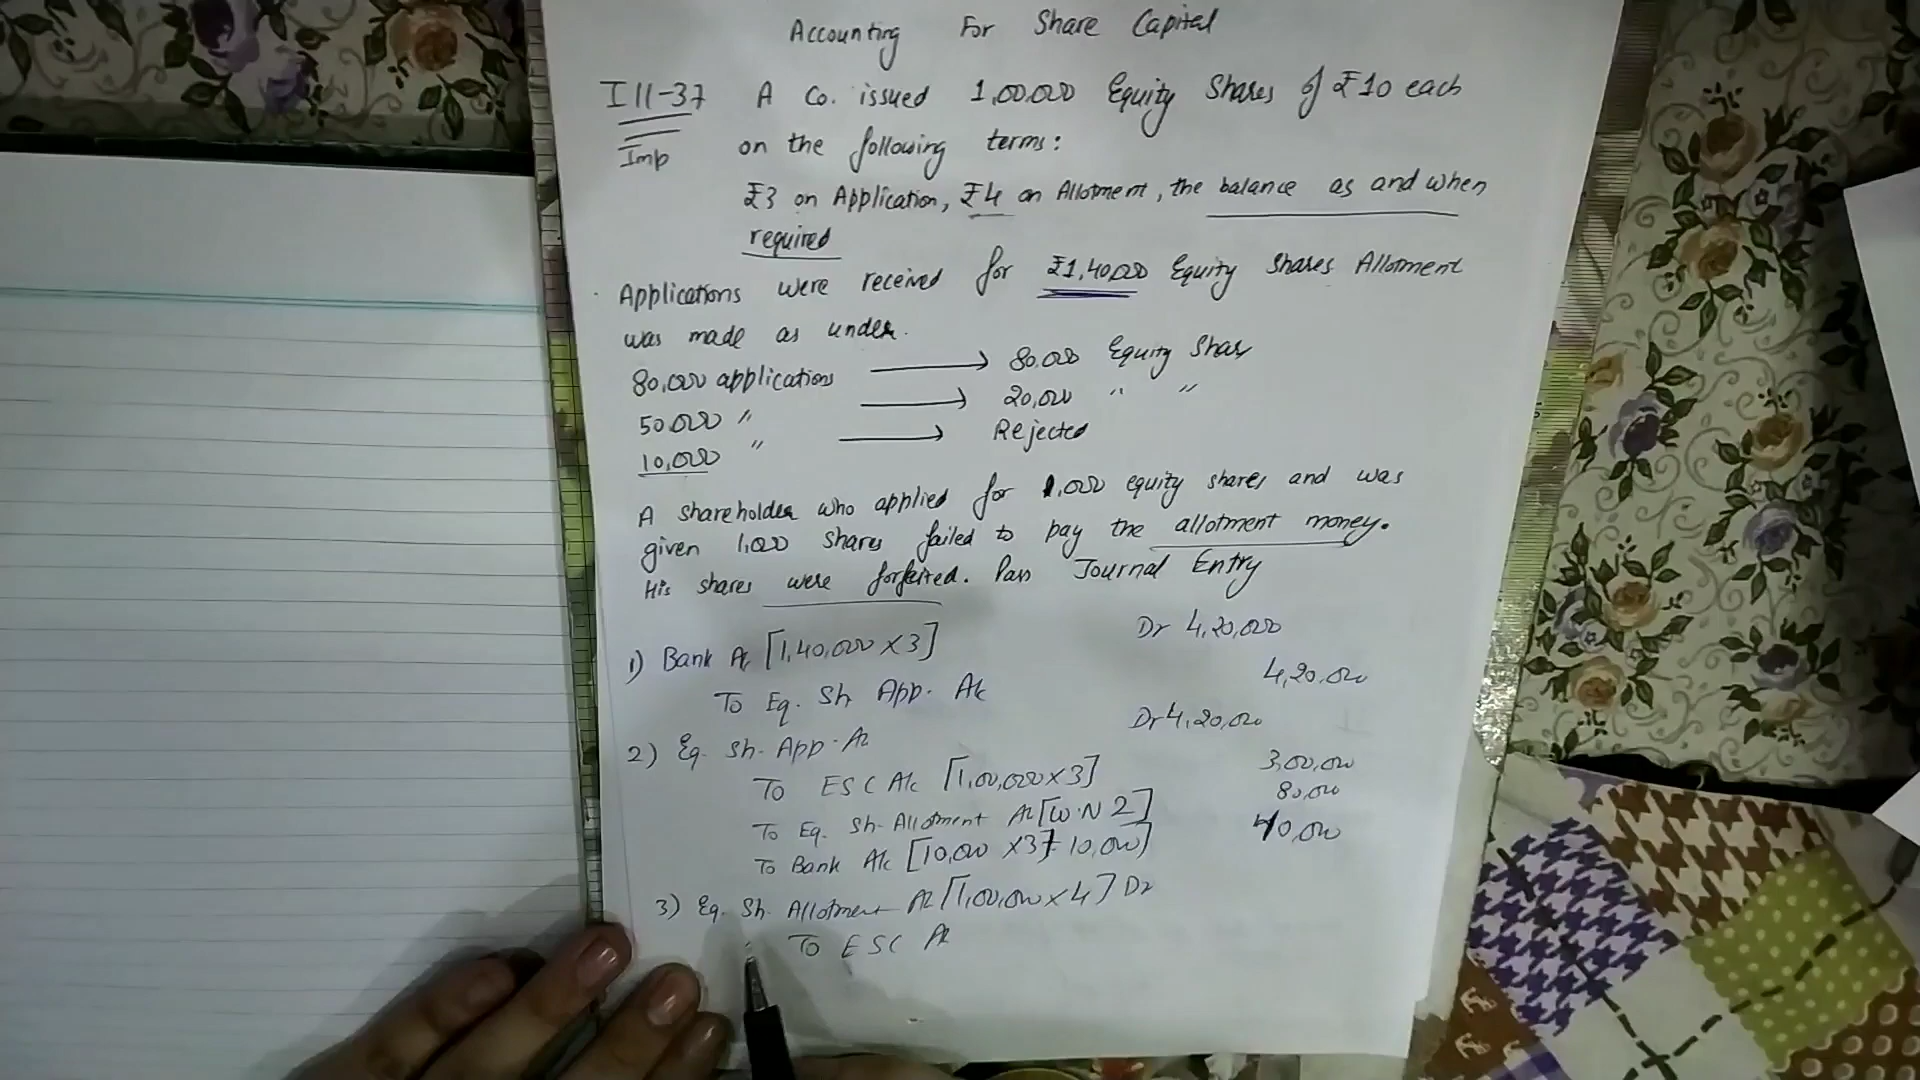 Accounting For Share Capital
Ill-37 A Co. issued 1,00,000 Equity Shares of ₹10 each
Imp on the following terms:
₹3 on Application, ₹4 on Allotment, the balance as and when
required
Applications were received for ₹1,40,000 Equity Shares Allotment
was made as under.
80,000 applications → 80,000 Equity Shares
50,000 " → 20,000 " "
10,000 " → Rejected
A shareholder who applied for 1,000 equity shares and was
given 1,000 shares failed to pay the allotment money.
His shares were forfeited. Pass Journal Entry
1) Bank A/c [1,40,000 × 3] Dr 4,20,000
To Eq. Sh App. A/c 4,20,000
2) Eq. Sh. App. A/c Dr 4,20,000
To ESC A/c [1,00,000 × 3] 3,00,000
To Eq. Sh. Allotment A/c [W.N 2] 80,000
To Bank A/c [10,000 × 3 + 10,000] 40,000
3) Eq. Sh. Allotment A/c [1,00,000 × 4] Dr
To ESC A/c